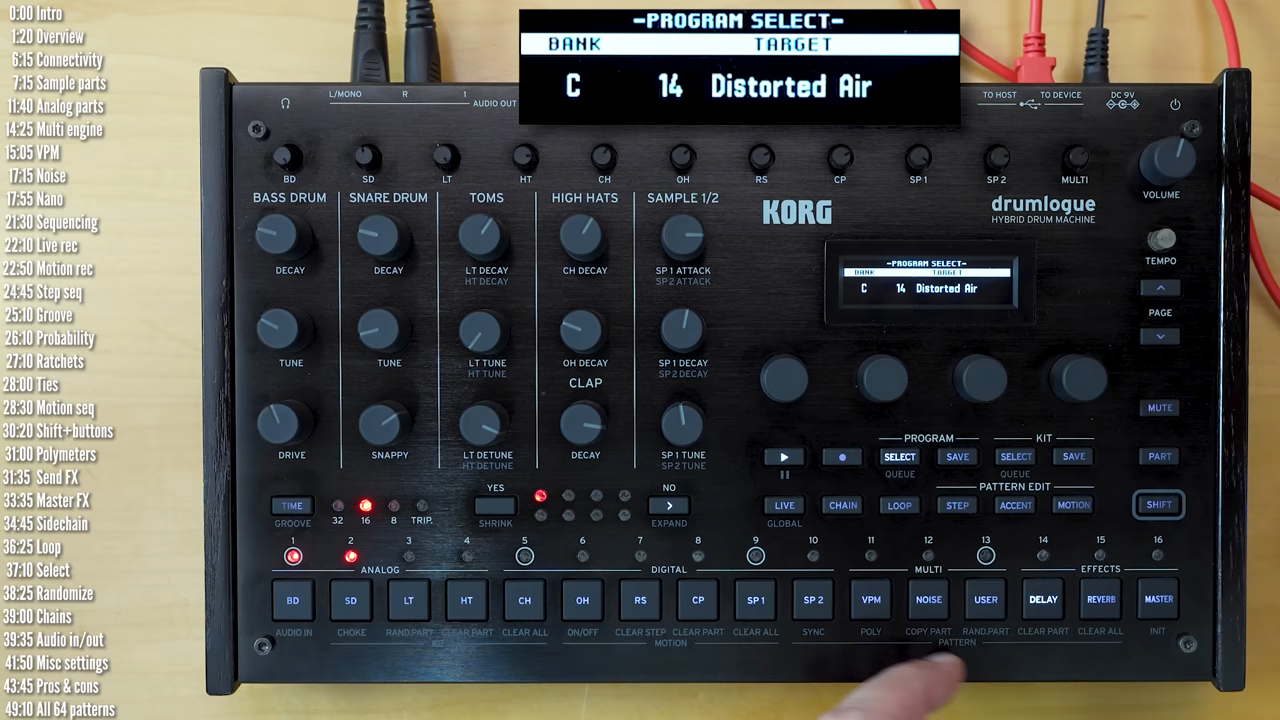 0:00 Intro
1:20 Overview
6:15 Connectivity
7:15 Sample parts
11:40 Analog parts
14:25 Multi engine
15:05 VPM
17:15 Noise
17:55 Nano
21:30 Sequencing
22:10 Live rec
22:50 Motion rec
24:45 Step seq
25:10 Groove
26:10 Probability
27:10 Ratchets
28:00 Ties
28:30 Motion seq
30:20 Shift+buttons
31:00 Polymeters
31:35 Send FX
33:35 Master FX
34:45 Sidechain
36:25 Loop
37:10 Select
38:25 Randomize
39:00 Chains
39:35 Audio in/out
41:50 Misc settings
43:45 Pros & cons
49:10 All 64 patterns
-PROGRAM SELECT-
BANK TARGET
C 14 Distorted Air
L/MONO R 1 AUDIO OUT
TO HOST TO DEVICE DC 9V
BD SD LT HT CH OH RS CP SP 1 SP 2 MULTI
VOLUME
BASS DRUM SNARE DRUM TOMS HIGH HATS SAMPLE 1/2
KORG
drumlogue
HYBRID DRUM MACHINE
TEMPO
-PROGRAM SELECT-
BANK TARGET
C 14 Distorted Air
DECAY DECAY LT DECAY CH DECAY SP 1 ATTACK
HT DECAY SP 2 ATTACK
PAGE
TUNE TUNE LT TUNE OH DECAY SP 1 DECAY
HT TUNE SP 2 DECAY
CLAP
MUTE
PROGRAM KIT
DRIVE SNAPPY LT DETUNE DECAY SP 1 TUNE
HT DETUNE SP 2 TUNE
SELECT SAVE SELECT SAVE PART
QUEUE QUEUE
PATTERN EDIT
YES NO
TIME LIVE CHAIN LOOP STEP ACCENT MOTION SHIFT
GROOVE 32 16 8 TRIP. SHRINK EXPAND GLOBAL
1 2 3 4 5 6 7 8 9 10 11 12 13 14 15 16
ANALOG DIGITAL MULTI EFFECTS
BD SD LT HT CH OH RS CP SP 1 SP 2 VPM NOISE USER DELAY REVERB MASTER
AUDIO IN CHOKE RAND.PART CLEAR PART CLEAR ALL ON/OFF CLEAR STEP CLEAR PART CLEAR ALL SYNC POLY COPY PART RAND.PART CLEAR PART CLEAR ALL INIT
MOTION PATTERN